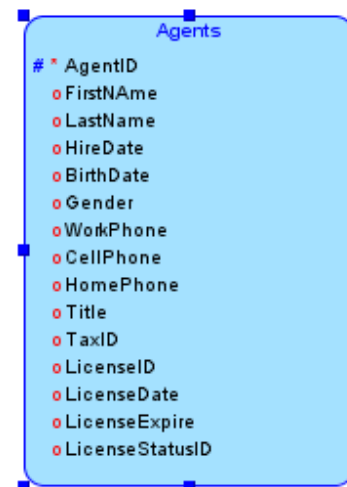 Agents
# * AgentID
o FirstNAme
o LastName
o HireDate
o BirthDate
o Gender
o WorkPhone
o CellPhone
o HomePhone
o Title
o TaxID
o LicenseID
o LicenseDate
o LicenseExpire
o LicenseStatusID